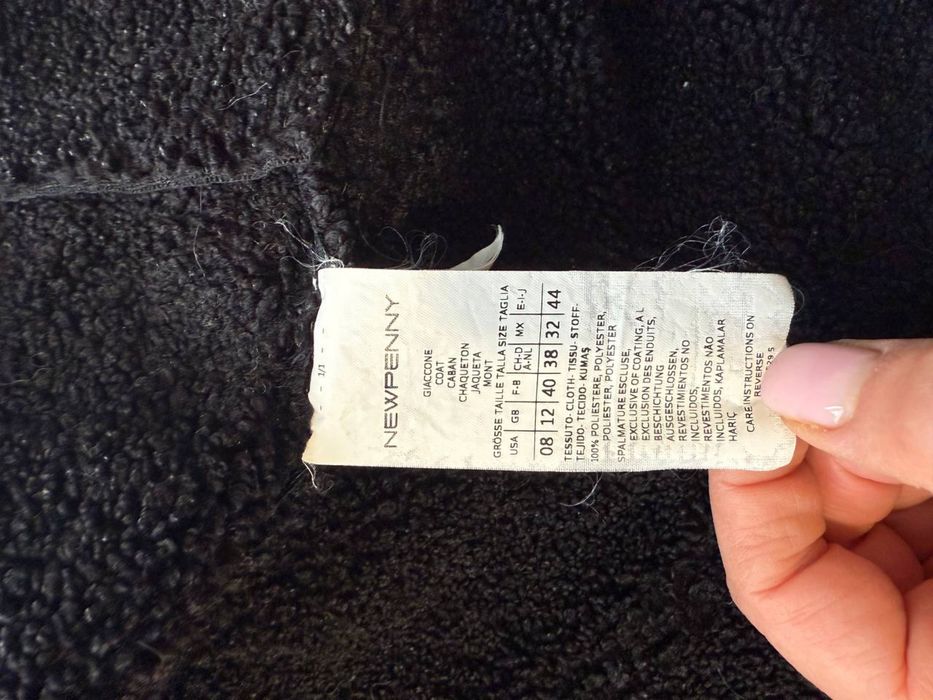 - 1/1 -
NEWPENNY
GIACCONE
COAT
CABAN
CHAQUETON
JAQUETA
MONT
GRÖSSE TAILLE TALLA SIZE TAGLIA
USA GB F-B CH-D A-NL MX E-I-J
08 12 40 38 32 44
TESSUTO- CLOTH- TISSU- STOFF-
TEJIDO- TECIDO- KUMAŞ
100% POLIESTERE, POLYESTER,
POLIESTER, POLYESTER
SPALMATURE ESCLUSE,
EXCLUSIVE OF COATING, A L
EXCLUSION DES ENDUITS,
BESCHICHTUNG
AUSGESCHLOSSEN,
REVESTIMIENTOS NO
INCLUIDOS,
REVESTIMENTOS NÃO
INCLUIDOS, KAPLAMALAR
HARIÇ
CARE INSTRUCTIONS ON
REVERSE